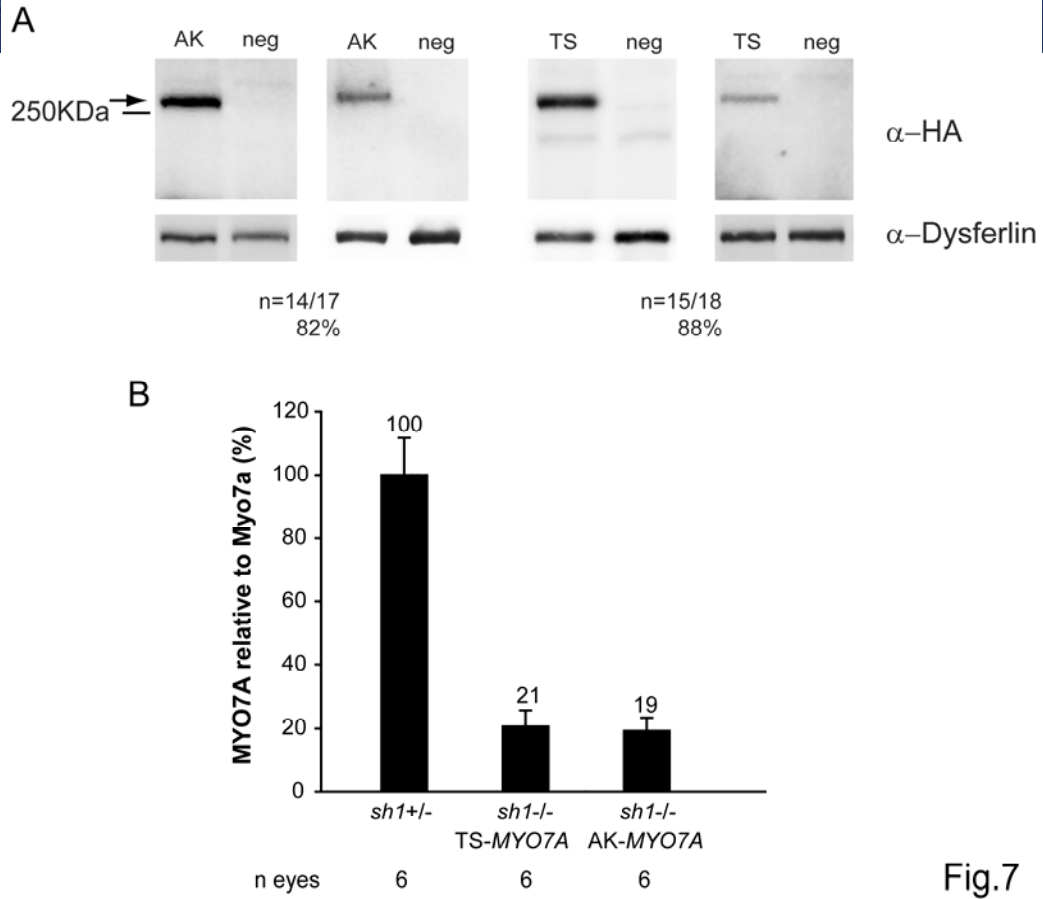 A
AK neg AK neg TS neg TS neg
250KDa
α–HA
α–Dysferlin
n=14/17 n=15/18
82% 88%
B
MYO7A relative to Myo7a (%)
120
100
100
80
60
40
21
19
20
0
sh1+/- sh1-/- sh1-/-
TS-MYO7A AK-MYO7A
n eyes 6 6 6
Fig.7